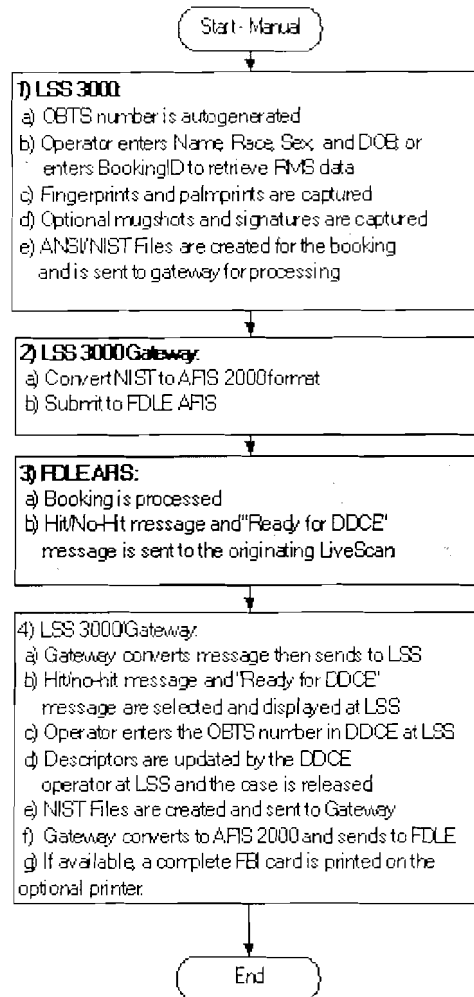 Start - Manual
1) LSS 3000:
a) OBTS number is autogenerated
b) Operator enters Name, Race, Sex, and DOB; or
enters BookingID to retrieve RMS data
c) Fingerprints and palmprints are captured
d) Optional mugshots and signatures are captured
e) ANSI/NIST Files are created for the booking
and is sent to gateway for processing
2) LSS 3000 Gateway:
a) Convert NIST to AFIS 2000 format
b) Submit to FDLE AFIS
3) FDLE AFIS:
a) Booking is processed
b) Hit/No-Hit message and "Ready for DDCE"
message is sent to the originating LiveScan
4) LSS 3000/Gateway:
a) Gateway converts message then sends to LSS
b) Hit/no-hit message and "Ready for DDCE"
message are selected and displayed at LSS
c) Operator enters the OBTS number in DDCE at LSS
d) Descriptors are updated by the DDCE
operator at LSS and the case is released
e) NIST Files are created and sent to Gateway
f) Gateway converts to AFIS 2000 and sends to FDLE
g) If available, a complete FBI card is printed on the
optional printer.
End